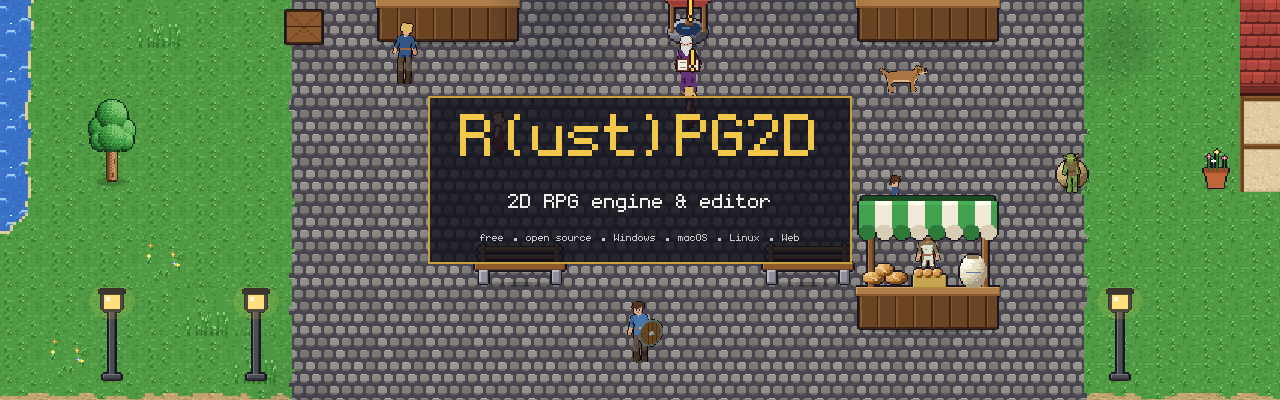 R(ust)PG2D
2D RPG engine & editor
free . open source . Windows . macOS . Linux . Web